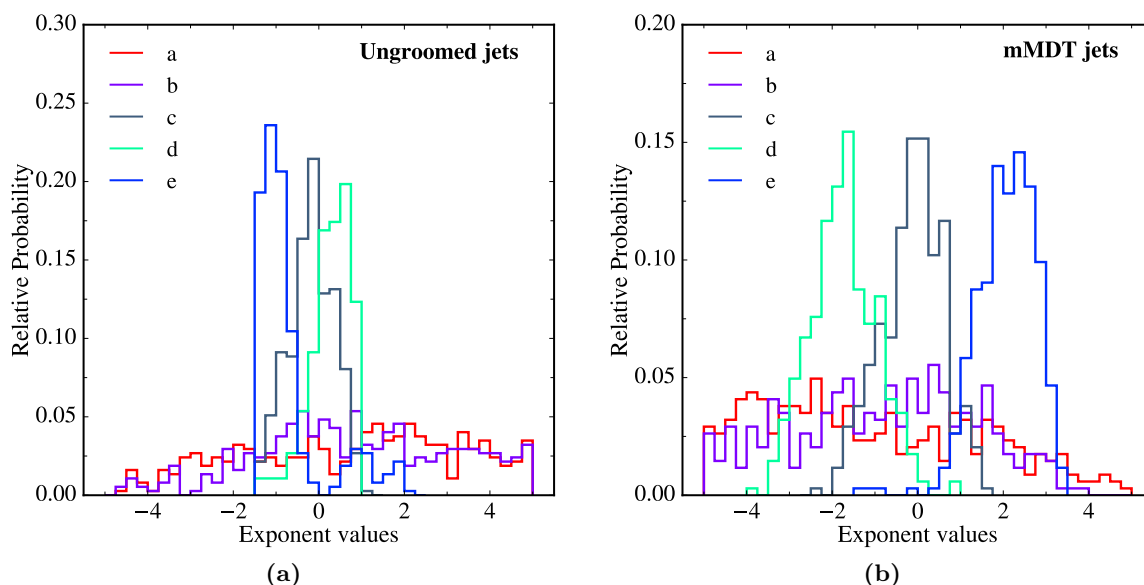 Ungroomed jets
a
b
c
d
e
0.30
0.25
0.20
0.15
0.10
0.05
0.00
Relative Probability
−4 −2 0 2 4
Exponent values
(a)
mMDT jets
a
b
c
d
e
0.20
0.15
0.10
0.05
0.00
Relative Probability
−4 −2 0 2 4
Exponent values
(b)